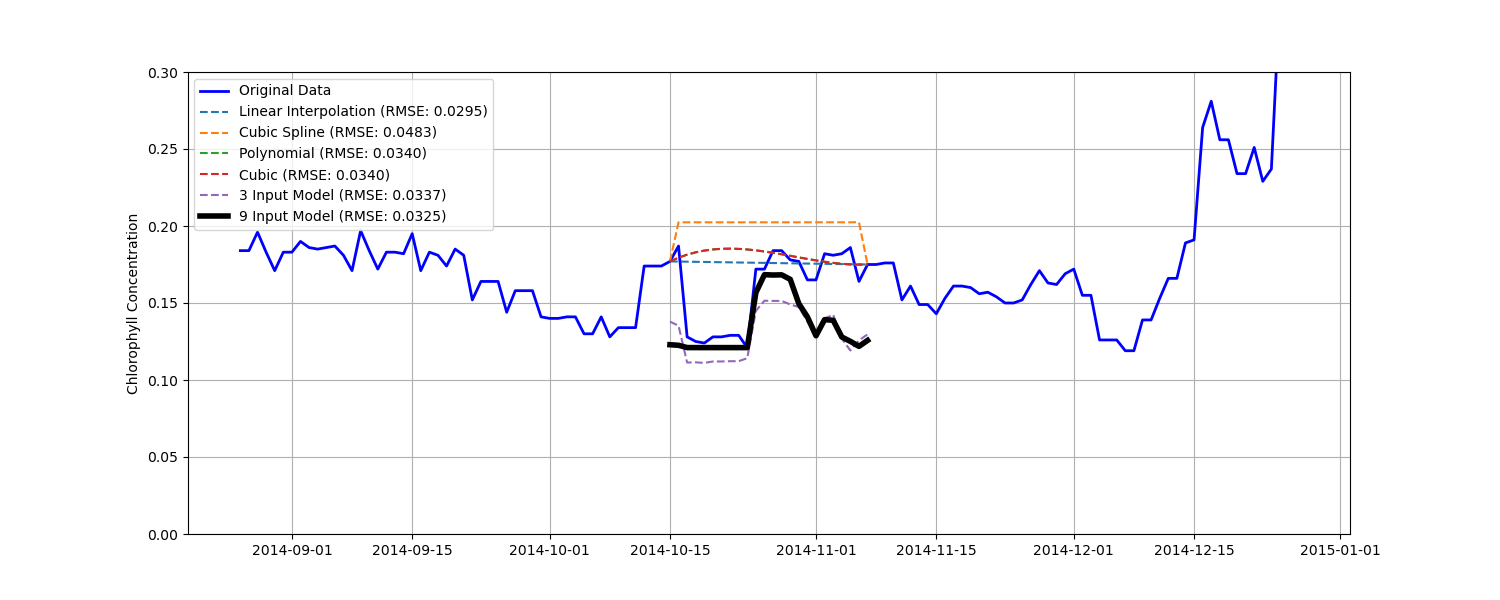 Original Data
Linear Interpolation (RMSE: 0.0295)
Cubic Spline (RMSE: 0.0483)
Polynomial (RMSE: 0.0340)
Cubic (RMSE: 0.0340)
3 Input Model (RMSE: 0.0337)
9 Input Model (RMSE: 0.0325)
Chlorophyll Concentration
0.30
0.25
0.20
0.15
0.10
0.05
0.00
2014-09-01 2014-09-15 2014-10-01 2014-10-15 2014-11-01 2014-11-15 2014-12-01 2014-12-15 2015-01-01